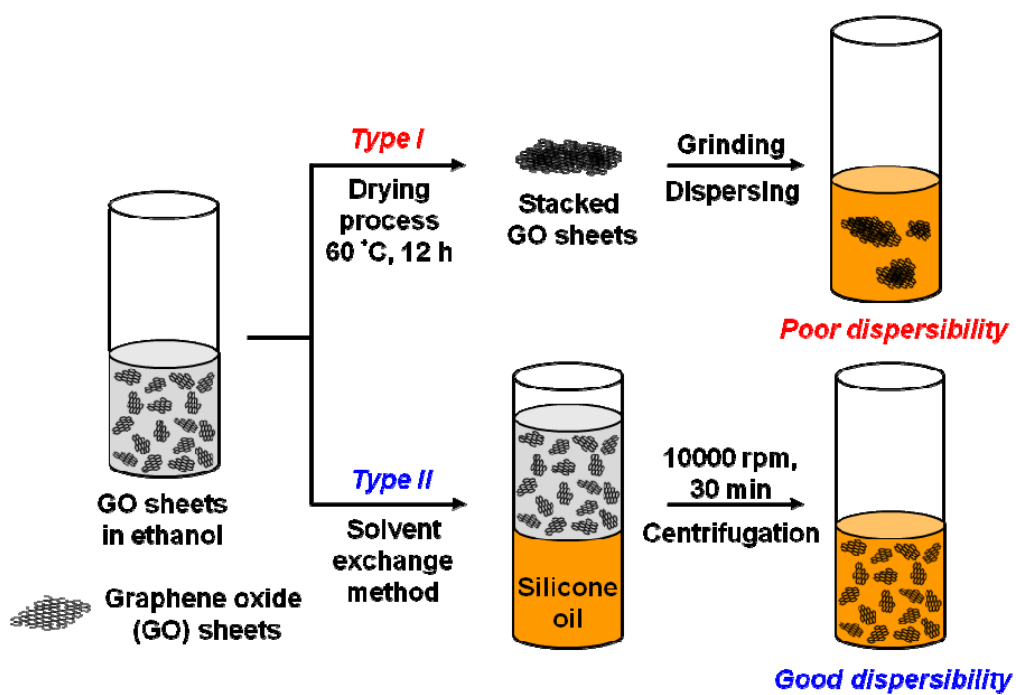 Type I
Drying
process
60 °C, 12 h
Stacked
GO sheets
Grinding
Dispersing
Poor dispersibility
GO sheets
in ethanol
Graphene oxide
(GO) sheets
Type II
Solvent
exchange
method
Silicone
oil
10000 rpm,
30 min
Centrifugation
Good dispersibility